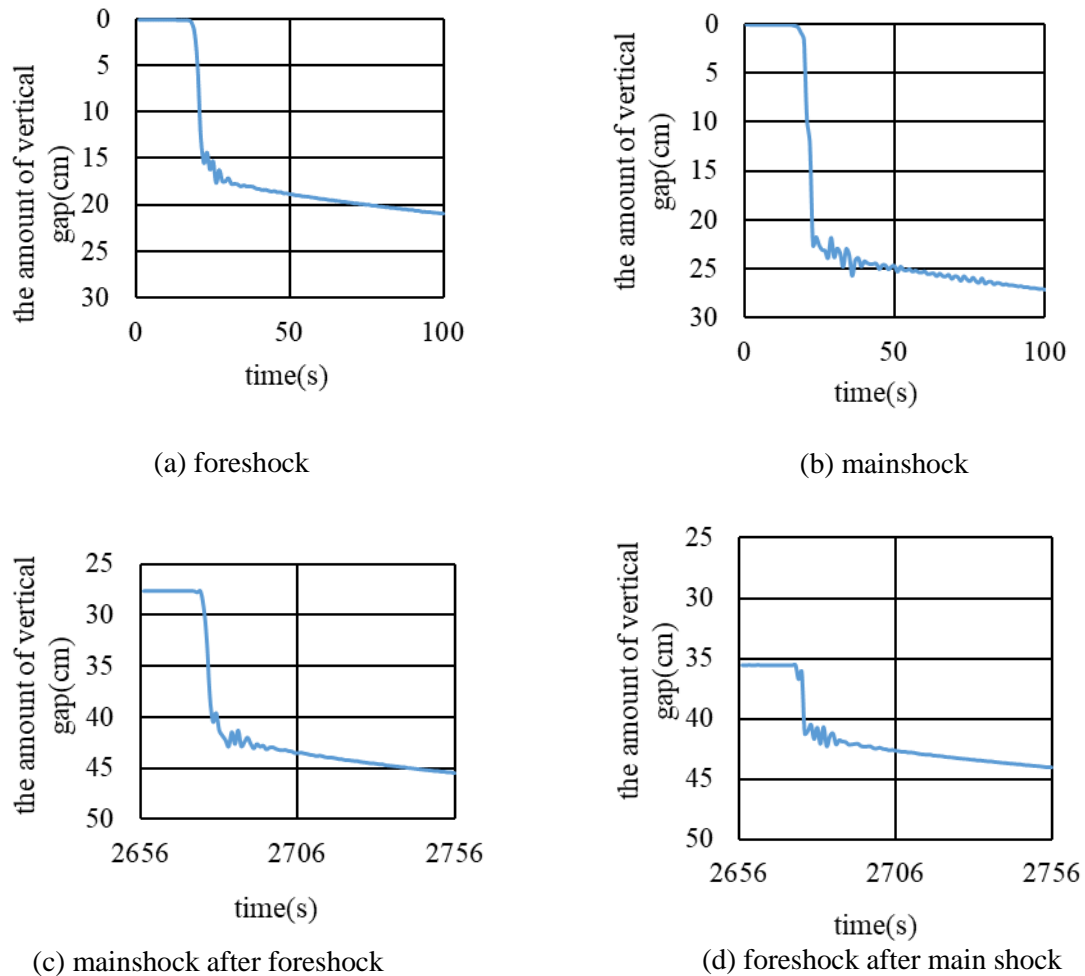 the amount of vertical
gap(cm)
0
5
10
15
20
25
30
0 50 100
time(s)
(a) foreshock
the amount of vertical
gap(cm)
0
5
10
15
20
25
30
0 50 100
time(s)
(b) mainshock
the amount of vertical
gap(cm)
25
30
35
40
45
50
2656 2706 2756
time(s)
(c) mainshock after foreshock
the amount of vertical
gap(cm)
25
30
35
40
45
50
2656 2706 2756
time(s)
(d) foreshock after main shock